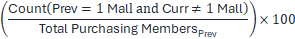 (Count(Prev = 1 Mall and Curr ≠ 1 Mall) / Total Purchasing Members_Prev) × 100